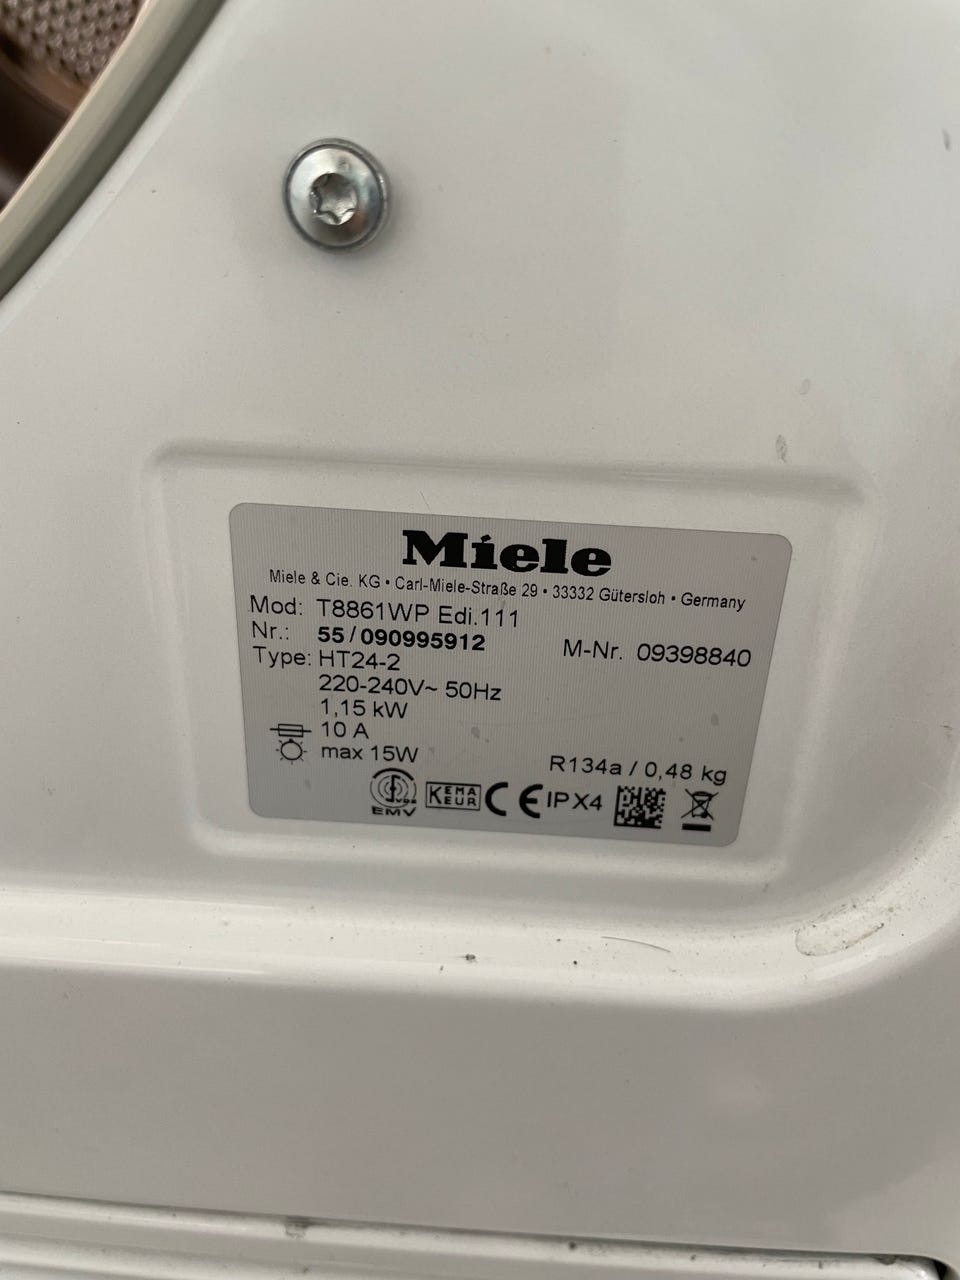 Miele
Miele & Cie. KG • Carl-Miele-Straße 29 • 33332 Gütersloh • Germany
Mod: T8861WP Edi.111
Nr.: 55/090995912 M-Nr. 09398840
Type: HT24-2
220-240V~ 50Hz
1,15 kW
10 A
max 15W R134a / 0,48 kg
VDE
EMV
KEMA
KEUR
CE IPX4